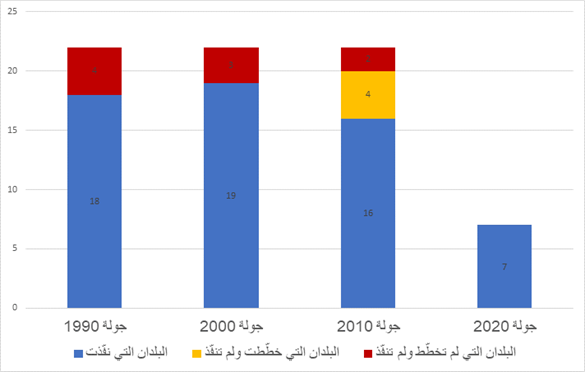 25
20
15
10
5
0
4
3
2
4
18
19
16
7
جولة 1990
جولة 2000
جولة 2010
جولة 2020
البلدان التي نفّذت
البلدان التي خطّطت ولم تنفّذ
البلدان التي لم تخطّط ولم تنفّذ